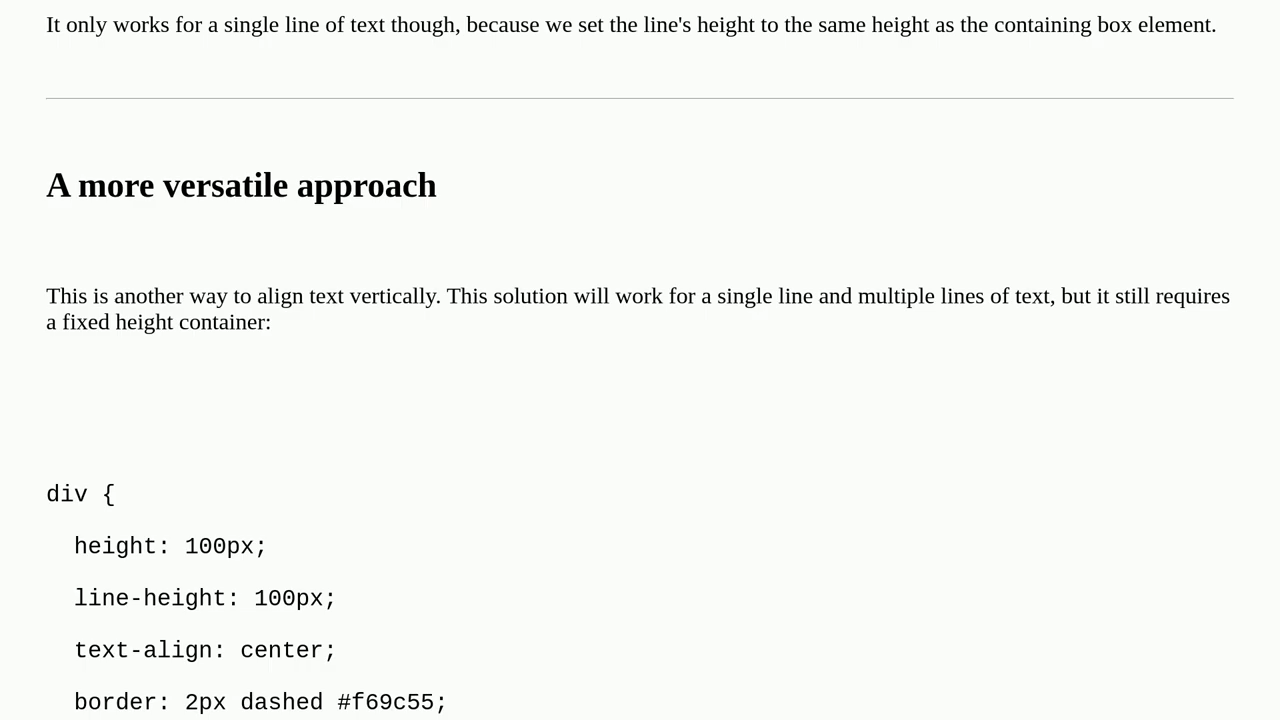 It only works for a single line of text though, because we set the line's height to the same height as the containing box element.
A more versatile approach
This is another way to align text vertically. This solution will work for a single line and multiple lines of text, but it still requires
a fixed height container:
div {
  height: 100px;
  line-height: 100px;
  text-align: center;
  border: 2px dashed #f69c55;